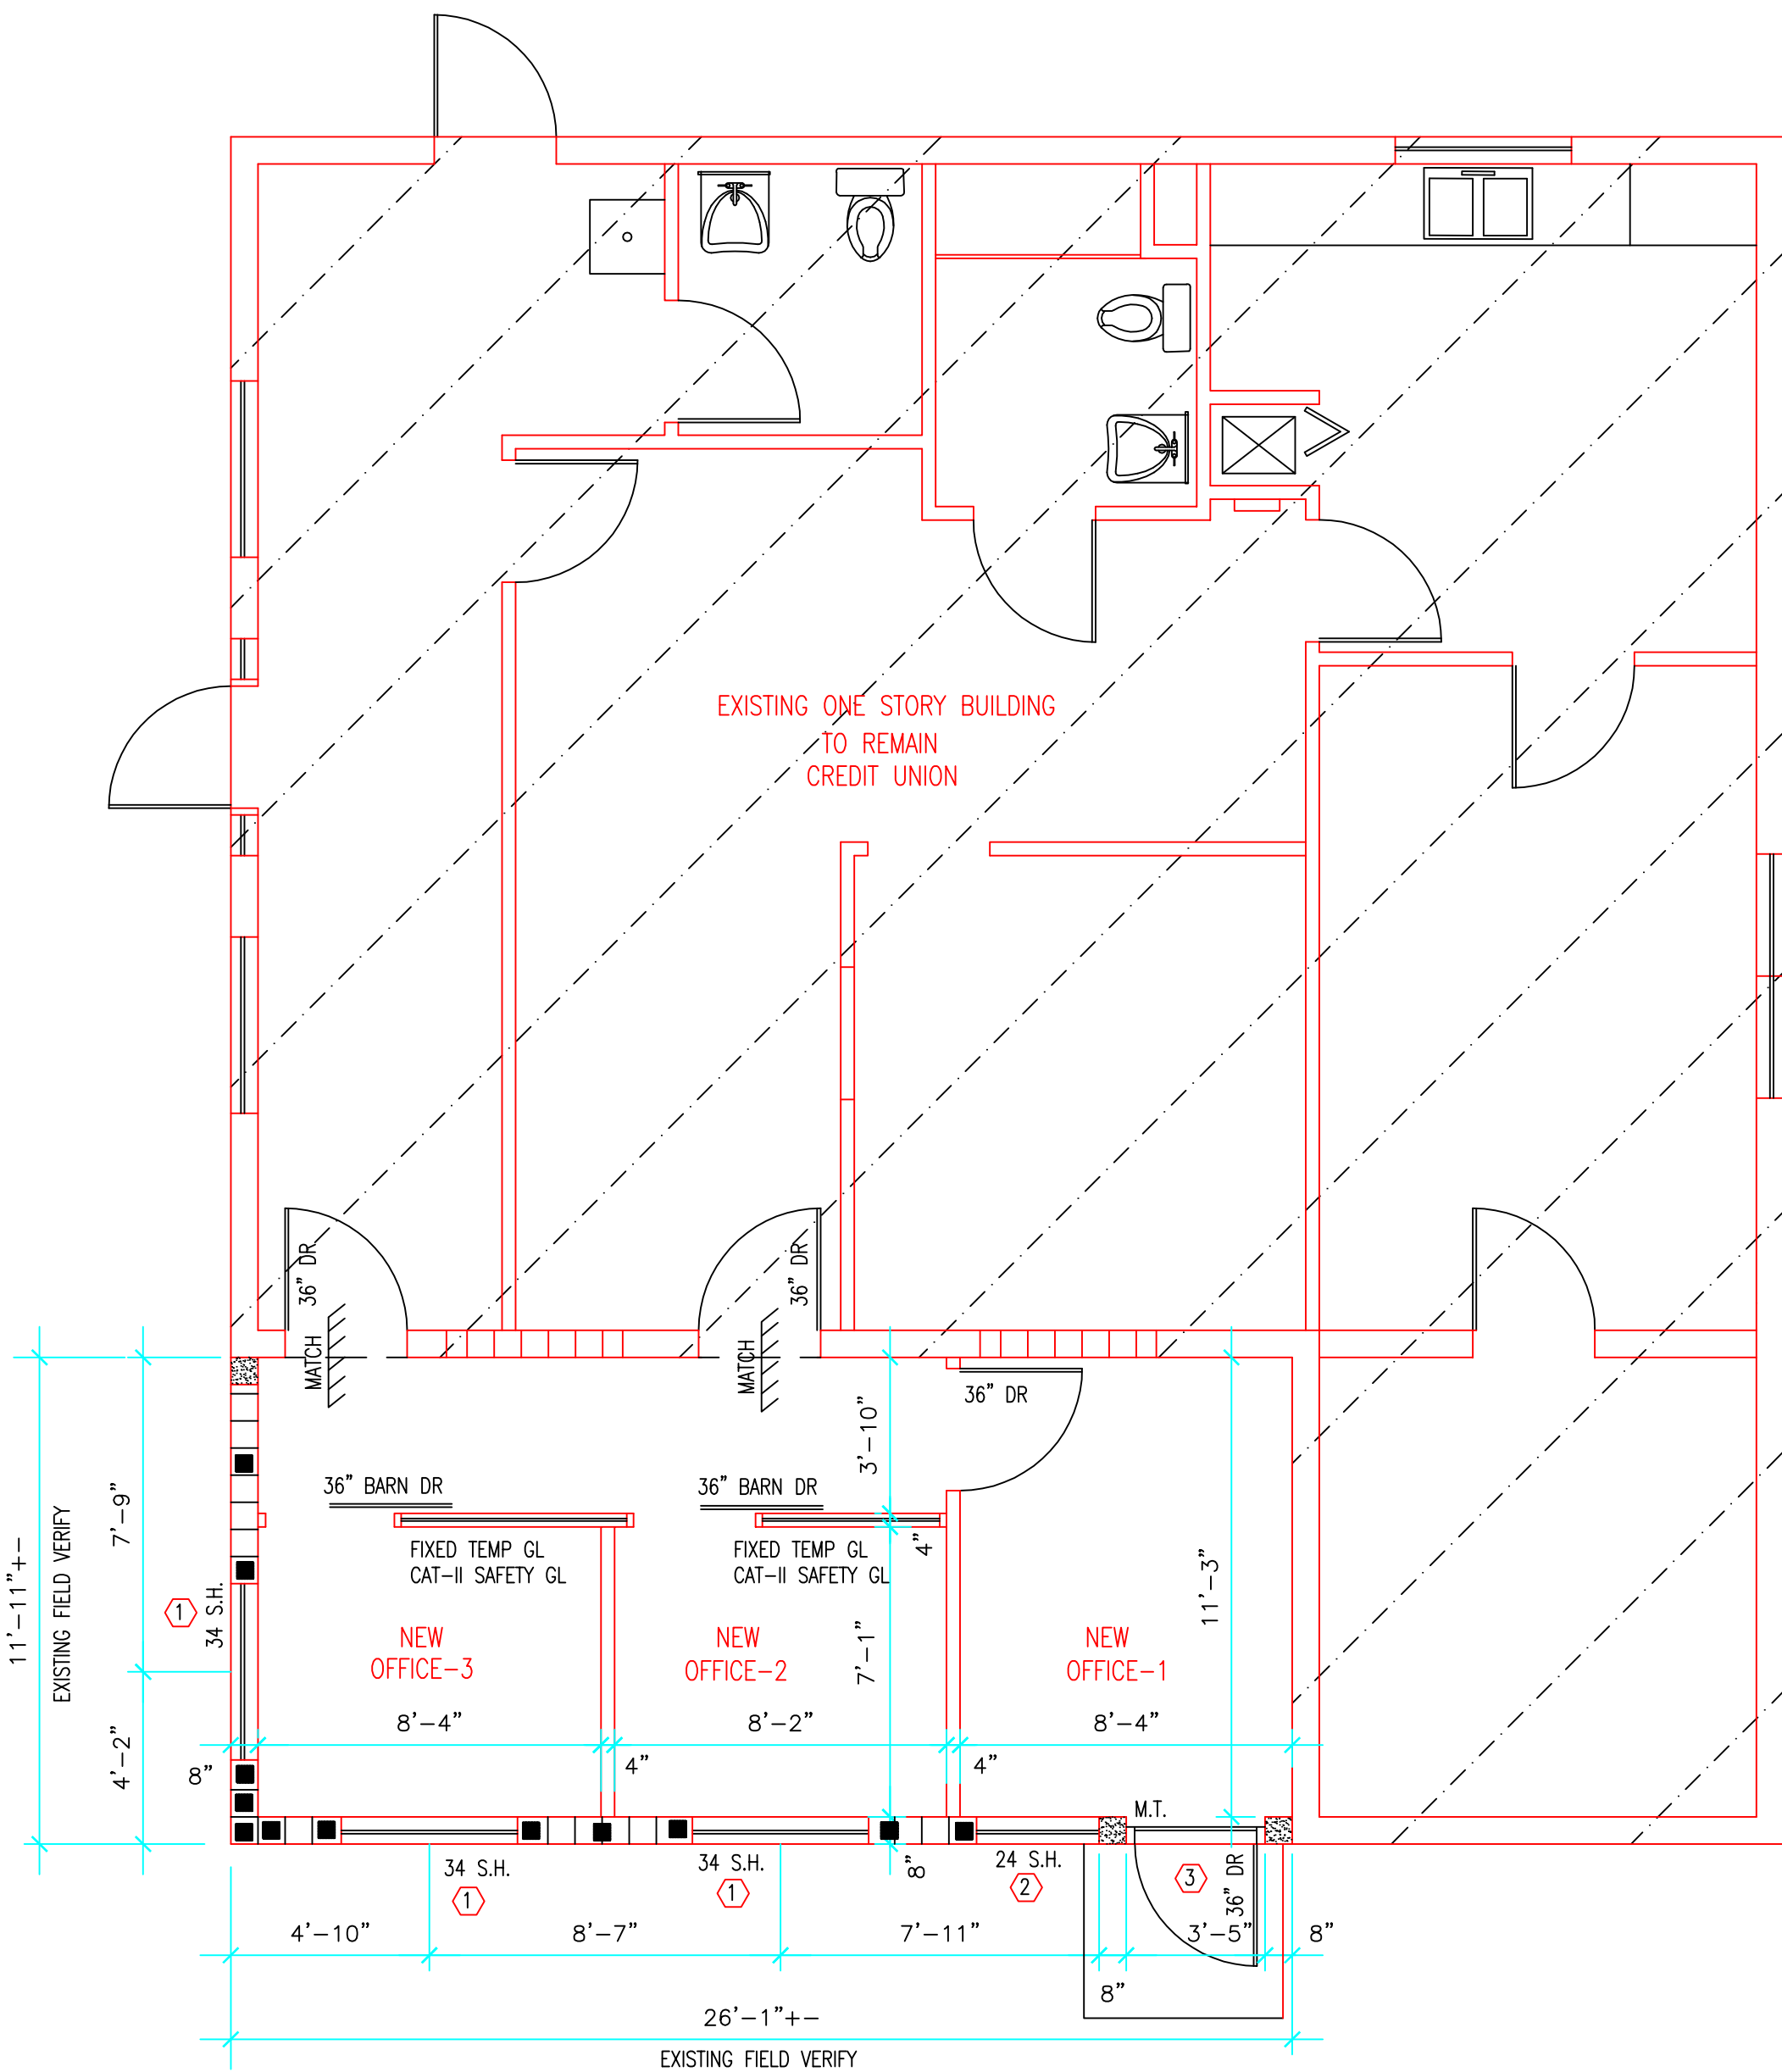 EXISTING ONE STORY BUILDING
TO REMAIN
CREDIT UNION
36" DR
36" DR
MATCH
MATCH
36" DR
3'-10"
36" BARN DR
36" BARN DR
FIXED TEMP GL
CAT-II SAFETY GL
FIXED TEMP GL
CAT-II SAFETY GL
4"
11'-11"+-
EXISTING FIELD VERIFY
7'-9"
1
34 S.H.
11'-3"
NEW
OFFICE-3
NEW
OFFICE-2
7'-1"
NEW
OFFICE-1
8'-4"
8'-2"
8'-4"
4'-2"
8"
4"
4"
M.T.
34 S.H.
1
34 S.H.
1
8"
24 S.H.
2
3
36" DR
4'-10"
8'-7"
7'-11"
3'-5"
8"
8"
26'-1"+-
EXISTING FIELD VERIFY